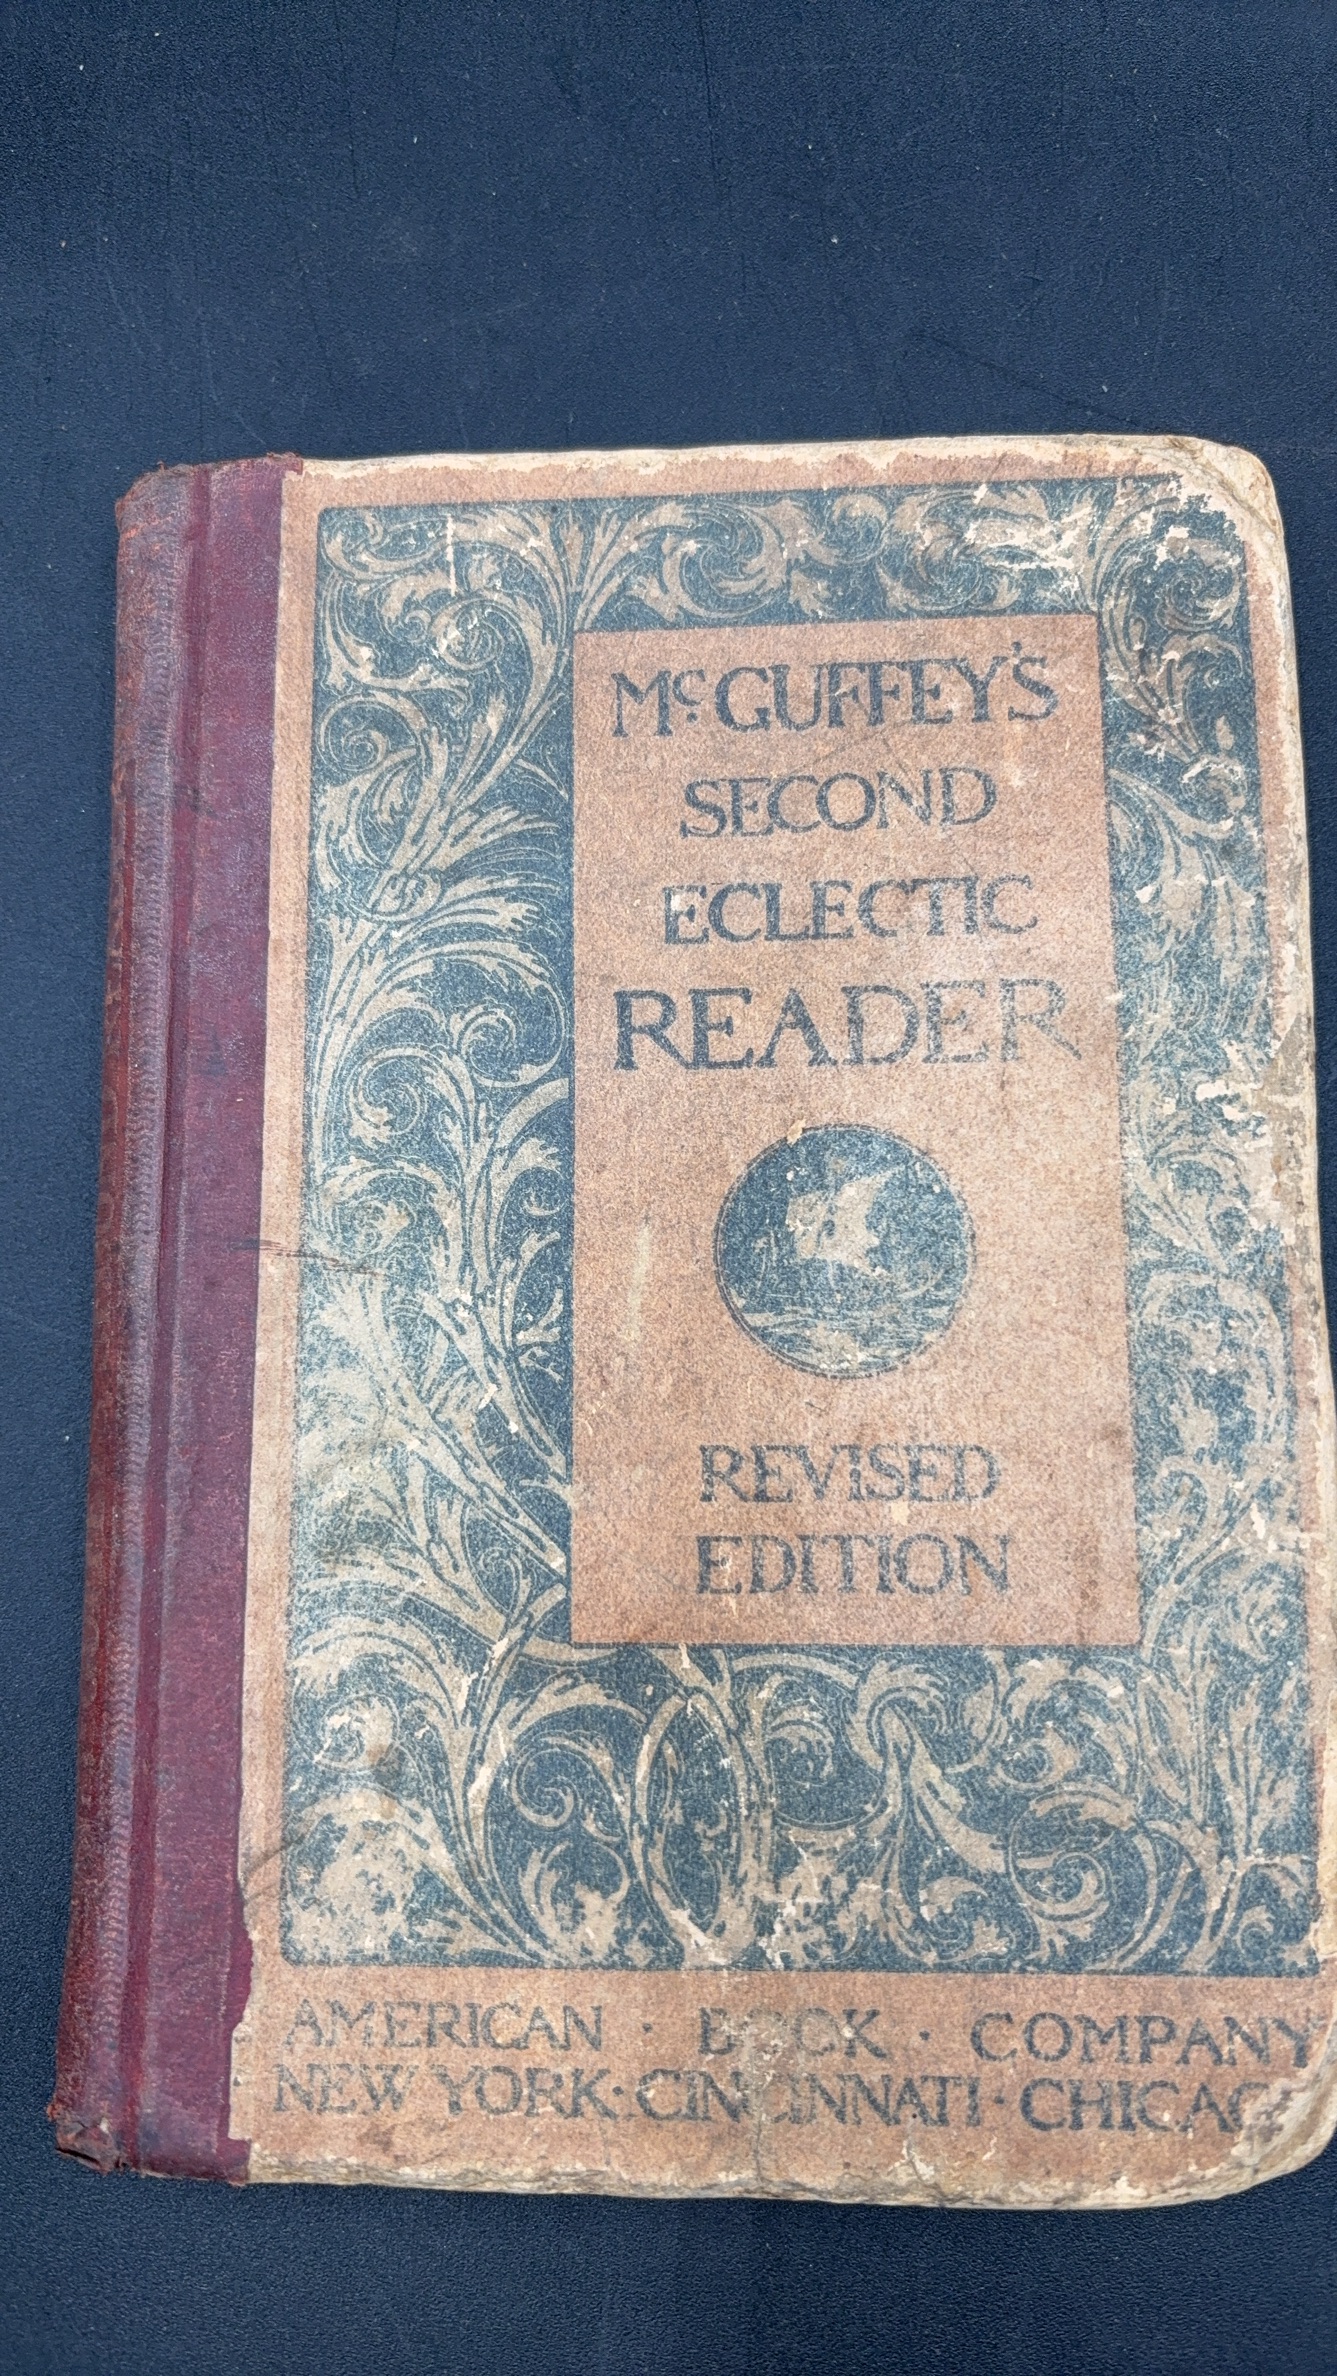 McGUFFEY'S
SECOND
ECLECTIC
READER
REVISED
EDITION
AMERICAN · BOOK · COMPANY
NEW YORK · CINCINNATI · CHICAGO